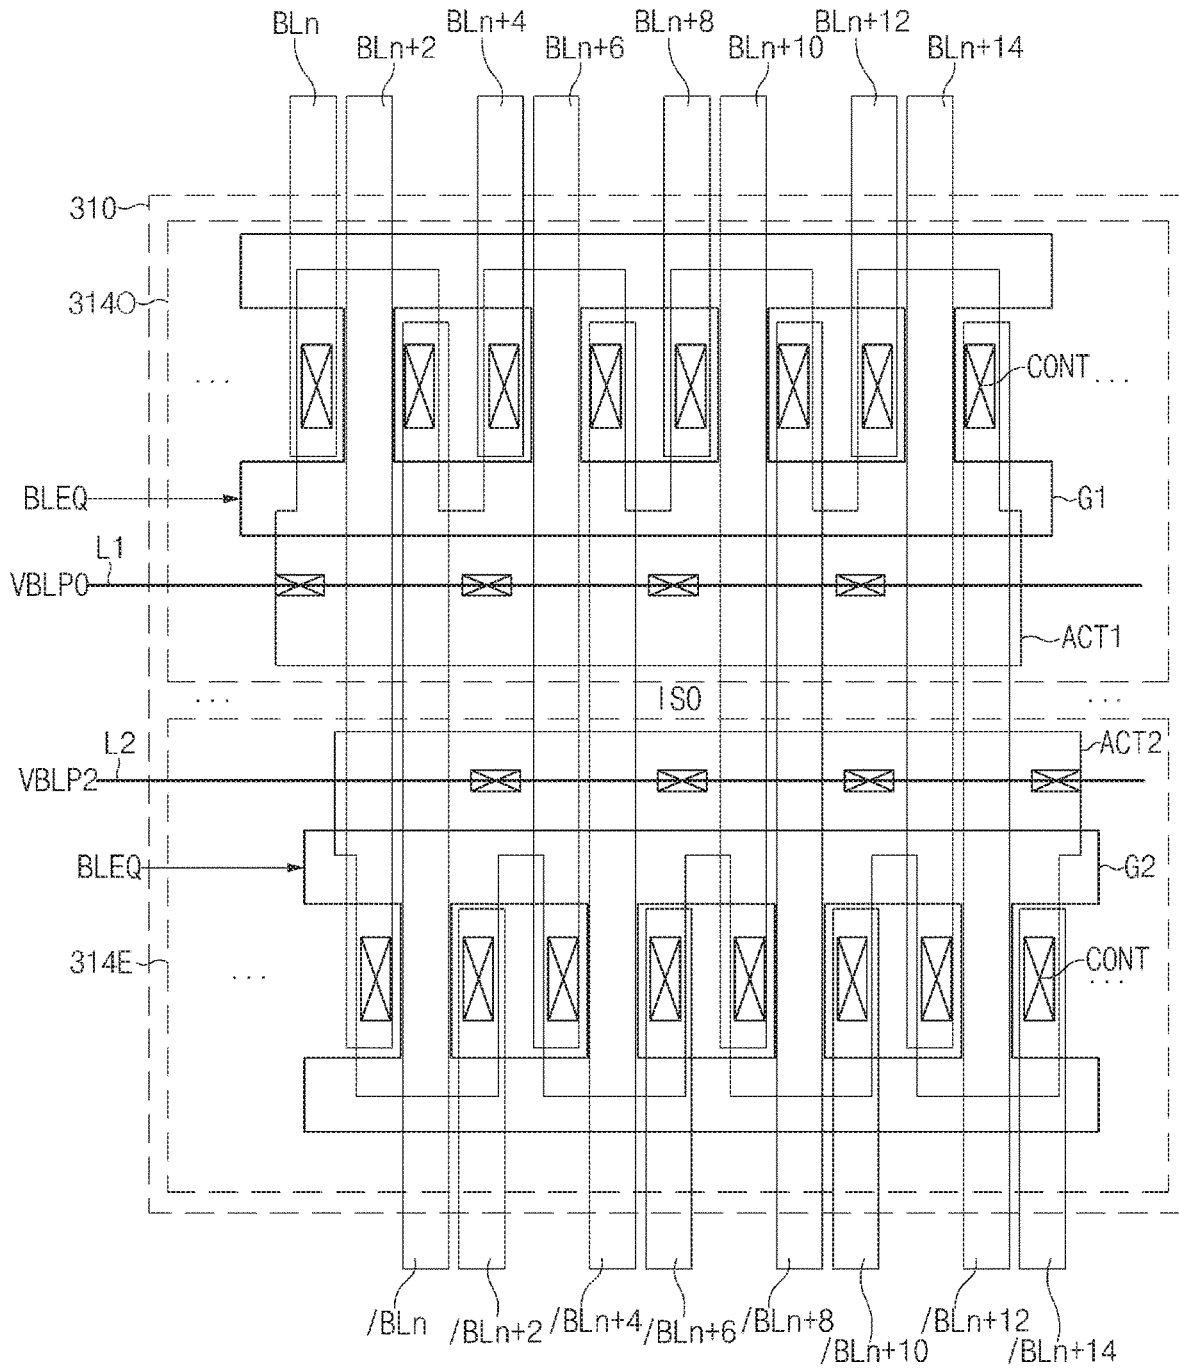 BLn
BLn+2
BLn+4
BLn+6
BLn+8
BLn+10
BLn+12
BLn+14
310
314O
... CONT ...
BLEQ
G1
L1
VBLP0
ACT1
... ISO ...
L2
ACT2
VBLP2
BLEQ
G2
314E
... CONT ...
/BLn
/BLn+2
/BLn+4
/BLn+6
/BLn+8
/BLn+10
/BLn+12
/BLn+14